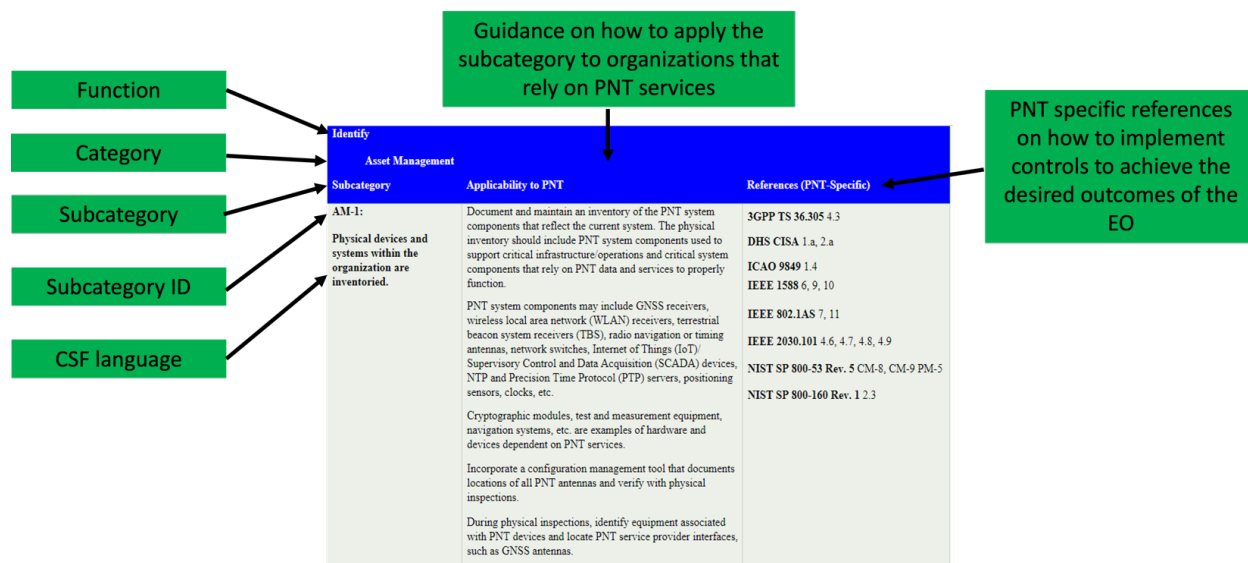 Guidance on how to apply the
subcategory to organizations that
rely on PNT services
Function
Category
Subcategory
Subcategory ID
CSF language
PNT specific references
on how to implement
controls to achieve the
desired outcomes of the
EO
Identify
Asset Management
Subcategory
Applicability to PNT
References (PNT-Specific)
AM-1:
Physical devices and
systems within the
organization are
inventoried.
Document and maintain an inventory of the PNT system
components that reflect the current system. The physical
inventory should include PNT system components used to
support critical infrastructure/operations and critical system
components that rely on PNT data and services to properly
function.
PNT system components may include GNSS receivers,
wireless local area network (WLAN) receivers, terrestrial
beacon system receivers (TBS), radio navigation or timing
antennas, network switches, Internet of Things (IoT)/
Supervisory Control and Data Acquisition (SCADA) devices,
NTP and Precision Time Protocol (PTP) servers, positioning
sensors, clocks, etc.
Cryptographic modules, test and measurement equipment,
navigation systems, etc. are examples of hardware and
devices dependent on PNT services.
Incorporate a configuration management tool that documents
locations of all PNT antennas and verify with physical
inspections.
During physical inspections, identify equipment associated
with PNT devices and locate PNT service provider interfaces,
such as GNSS antennas.
3GPP TS 36.305 4.3
DHS CISA 1.a, 2.a
ICAO 9849 1.4
IEEE 1588 6, 9, 10
IEEE 802.1AS 7, 11
IEEE 2030.101 4.6, 4.7, 4.8, 4.9
NIST SP 800-53 Rev. 5 CM-8, CM-9 PM-5
NIST SP 800-160 Rev. 1 2.3